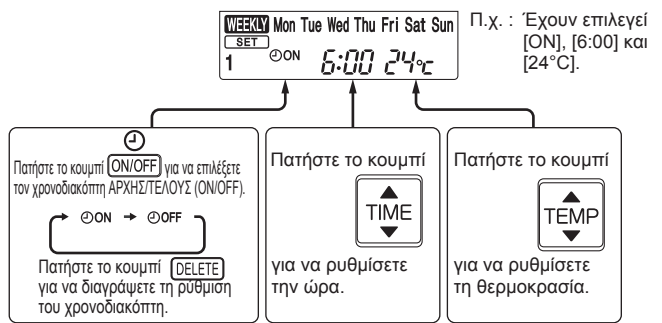 WEEKLY Mon Tue Wed Thu Fri Sat Sun
SET
1 ON 6:00 24°C
Π.χ. : Έχουν επιλεγεί
[ON], [6:00] και
[24°C].
Πατήστε το κουμπί ON/OFF για να επιλέξετε
τον χρονοδιακόπτη ΑΡΧΗΣ/ΤΕΛΟΥΣ (ON/OFF).
ON → OFF
Πατήστε το κουμπί DELETE
για να διαγράψετε τη ρύθμιση
του χρονοδιακόπτη.
Πατήστε το κουμπί
TIME
για να ρυθμίσετε
την ώρα.
Πατήστε το κουμπί
TEMP
για να ρυθμίσετε
τη θερμοκρασία.